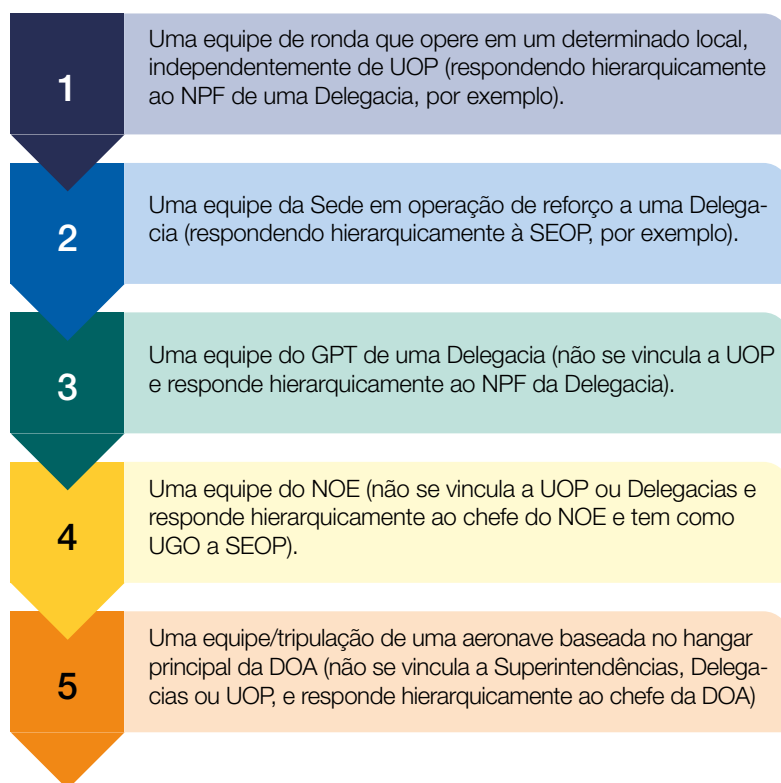 1
Uma equipe de ronda que opere em um determinado local,
independentemente de UOP (respondendo hierarquicamente
ao NPF de uma Delegacia, por exemplo).
2
Uma equipe da Sede em operação de reforço a uma Delega-
cia (respondendo hierarquicamente à SEOP, por exemplo).
3
Uma equipe do GPT de uma Delegacia (não se vincula a UOP
e responde hierarquicamente ao NPF da Delegacia).
4
Uma equipe do NOE (não se vincula a UOP ou Delegacias e
responde hierarquicamente ao chefe do NOE e tem como
UGO a SEOP).
5
Uma equipe/tripulação de uma aeronave baseada no hangar
principal da DOA (não se vincula a Superintendências, Delega-
cias ou UOP, e responde hierarquicamente ao chefe da DOA)